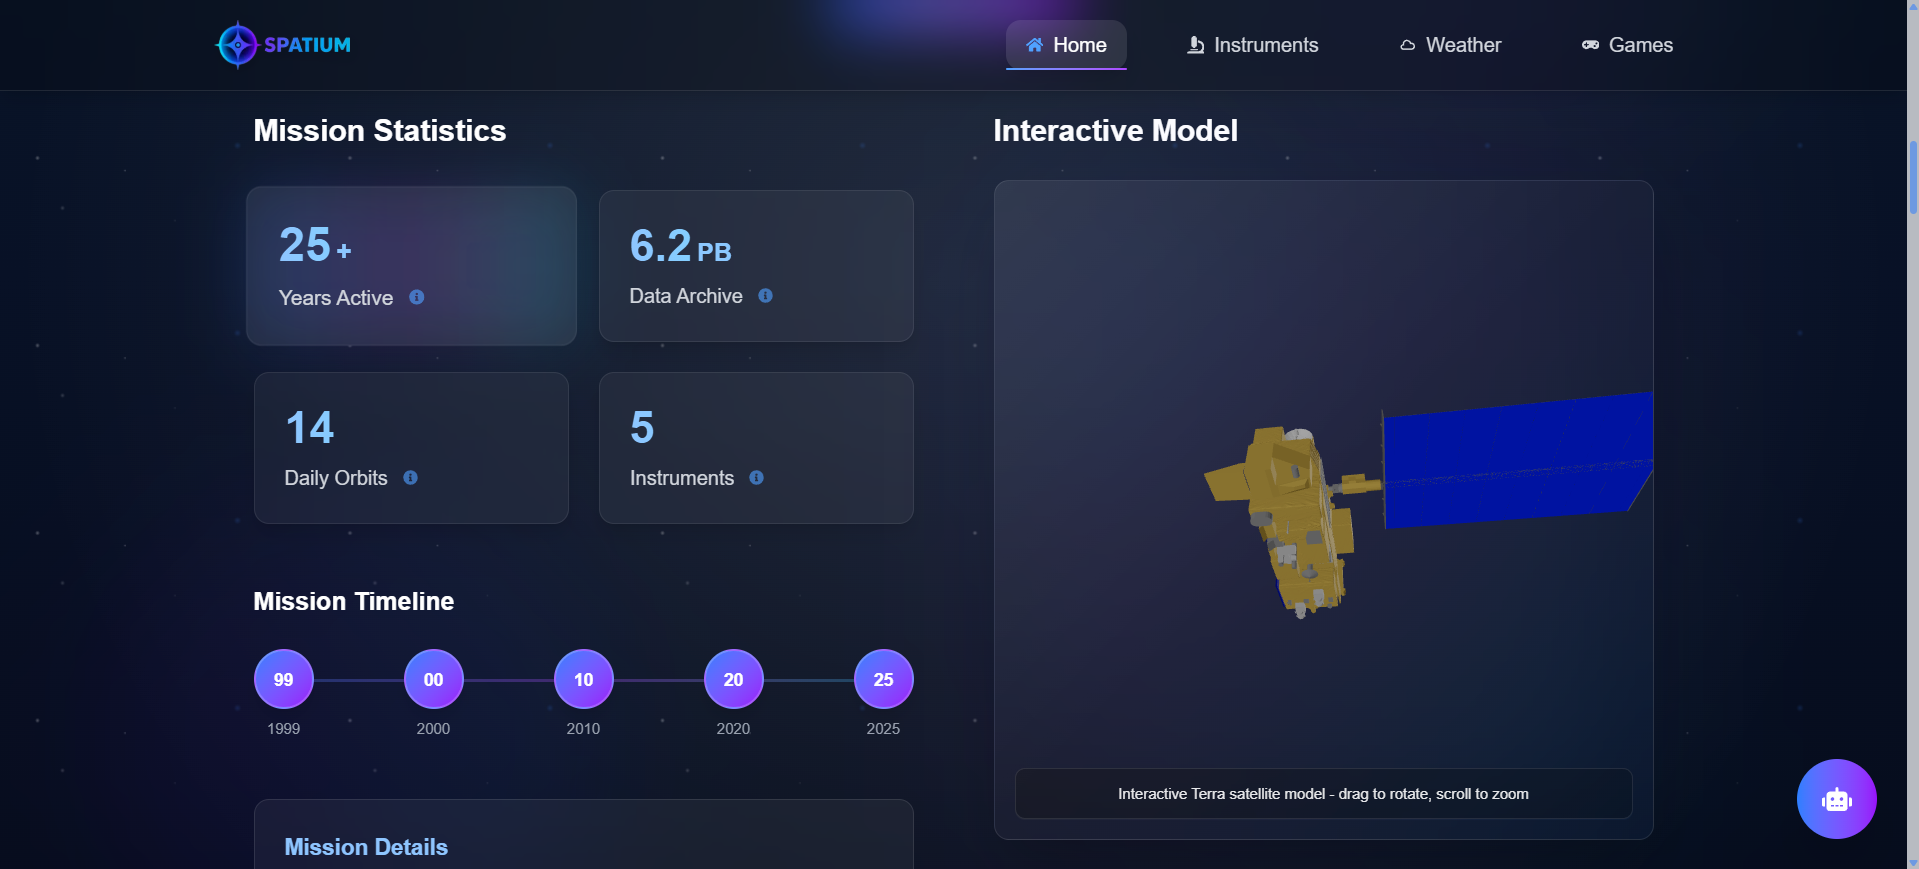 SPATIUM
Home
Instruments
Weather
Games
Mission Statistics
25+
Years Active
6.2 PB
Data Archive
14
Daily Orbits
5
Instruments
Mission Timeline
99
00
10
20
25
1999
2000
2010
2020
2025
Mission Details
Interactive Model
Interactive Terra satellite model - drag to rotate, scroll to zoom